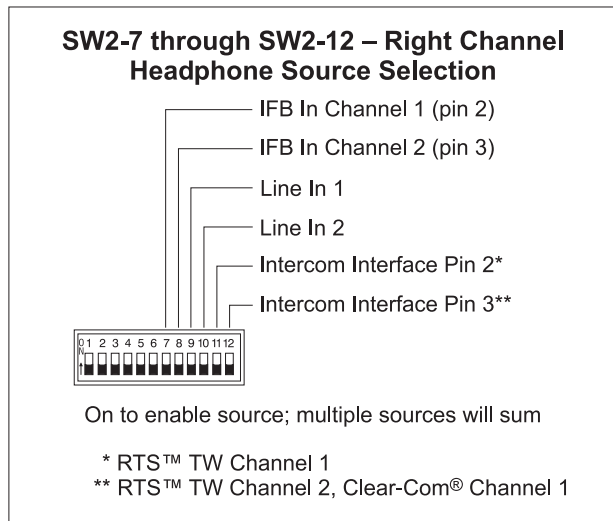 SW2-7 through SW2-12 – Right Channel
Headphone Source Selection
IFB In Channel 1 (pin 2)
IFB In Channel 2 (pin 3)
Line In 1
Line In 2
Intercom Interface Pin 2*
Intercom Interface Pin 3**
ON 1 2 3 4 5 6 7 8 9 10 11 12
On to enable source; multiple sources will sum
* RTS™ TW Channel 1
** RTS™ TW Channel 2, Clear-Com® Channel 1